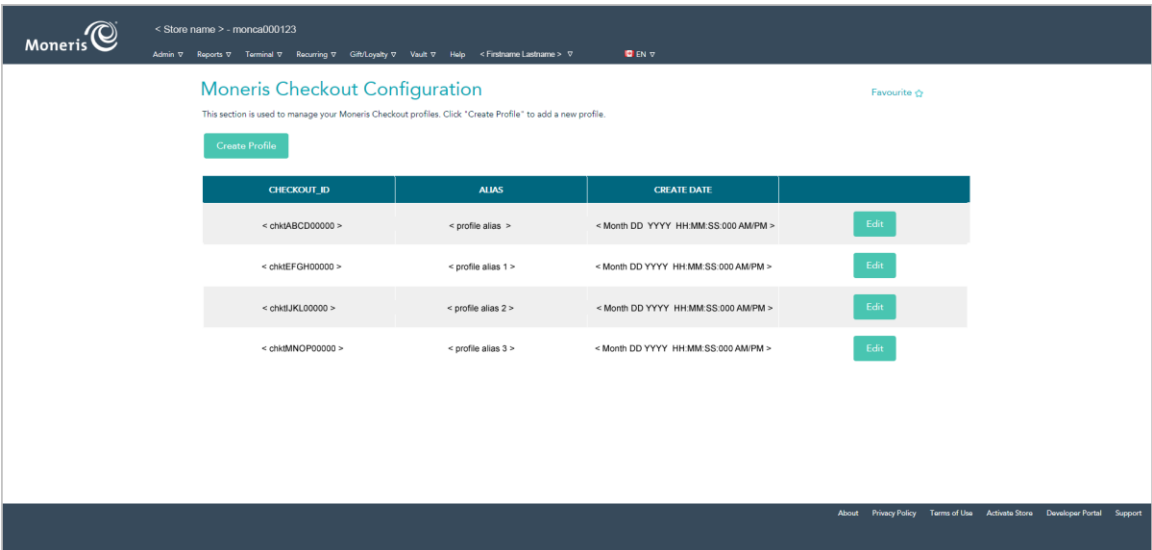 < Store name > - monca000123
Moneris
Admin Reports Terminal Recurring Gift/Loyalty Vault Help < Firstname Lastname > EN
Moneris Checkout Configuration
Favourite
This section is used to manage your Moneris Checkout profiles. Click "Create Profile" to add a new profile.
Create Profile
CHECKOUT_ID ALIAS CREATE DATE
< chktABCD00000 > < profile alias > < Month DD YYYY HH:MM:SS:000 AM/PM > Edit
< chktEFGH00000 > < profile alias 1 > < Month DD YYYY HH:MM:SS:000 AM/PM > Edit
< chktIJKL00000 > < profile alias 2 > < Month DD YYYY HH:MM:SS:000 AM/PM > Edit
< chktMNOP00000 > < profile alias 3 > < Month DD YYYY HH:MM:SS:000 AM/PM > Edit
About Privacy Policy Terms of Use Activate Store Developer Portal Support